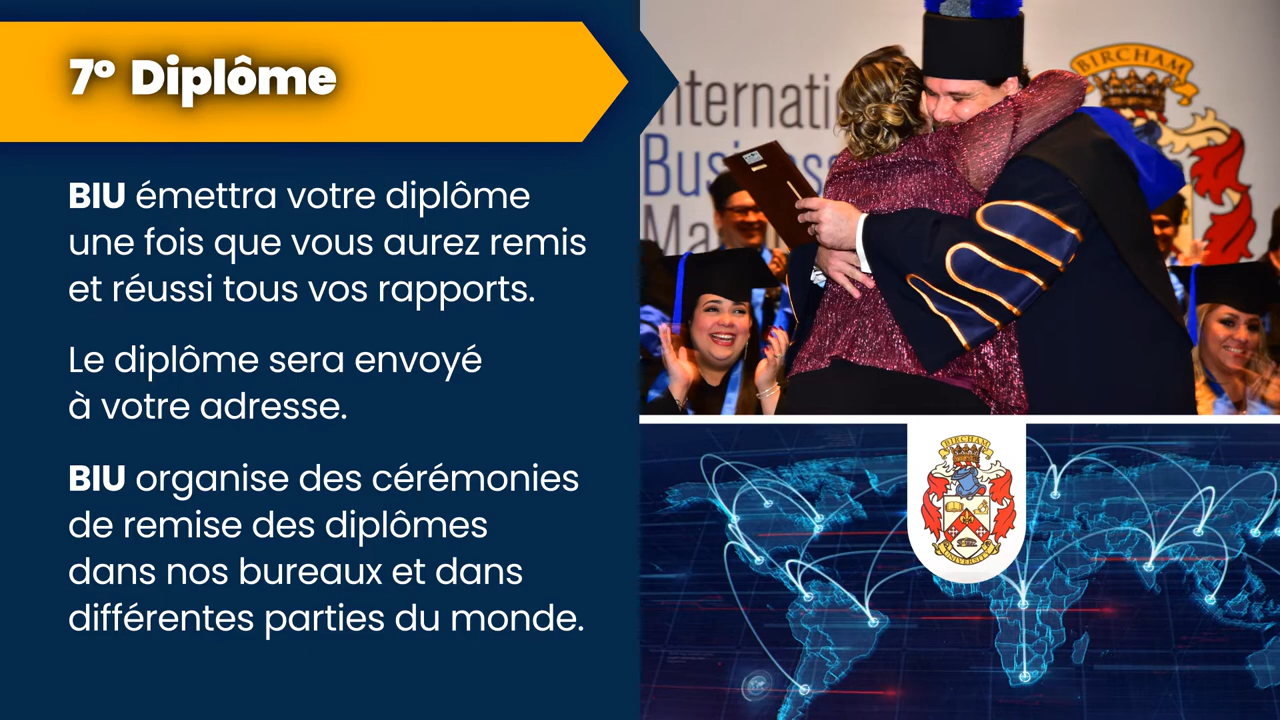 7º Diplôme
BIU émettra votre diplôme
une fois que vous aurez remis
et réussi tous vos rapports.
Le diplôme sera envoyé
à votre adresse.
BIU organise des cérémonies
de remise des diplômes
dans nos bureaux et dans
différentes parties du monde.
BIRCHAM
Business
BIRCHAM